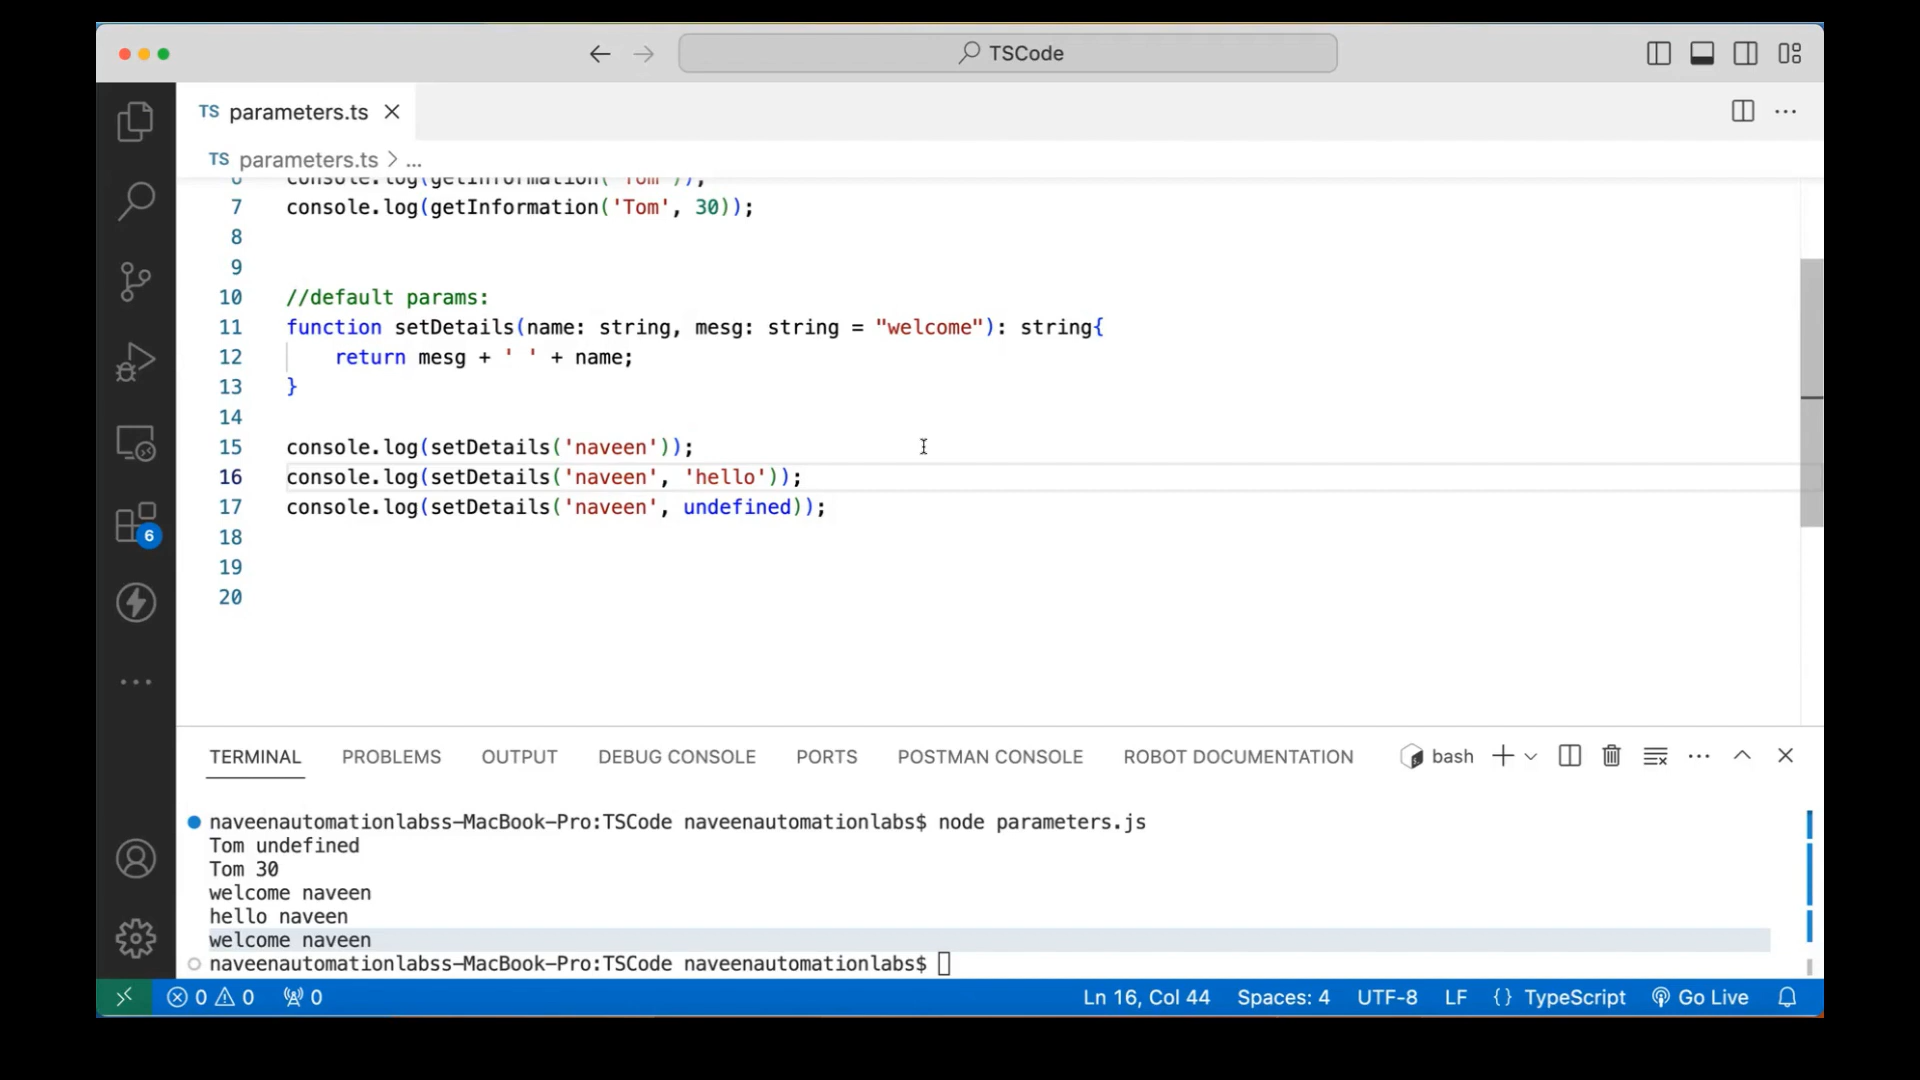 TSCode
TS parameters.ts
TS parameters.ts > ...
6 console.log(getInformation('Tom'));
7 console.log(getInformation('Tom', 30));
8
9
10 //default params:
11 function setDetails(name: string, mesg: string = "welcome"): string{
12 return mesg + ' ' + name;
13 }
14
15 console.log(setDetails('naveen'));
16 console.log(setDetails('naveen', 'hello'));
17 console.log(setDetails('naveen', undefined));
18
19
20
6
TERMINAL PROBLEMS OUTPUT DEBUG CONSOLE PORTS POSTMAN CONSOLE ROBOT DOCUMENTATION bash
naveenautomationlabss-MacBook-Pro:TSCode naveenautomationlabs$ node parameters.js
Tom undefined
Tom 30
welcome naveen
hello naveen
welcome naveen
naveenautomationlabss-MacBook-Pro:TSCode naveenautomationlabs$
0 0 0 Ln 16, Col 44 Spaces: 4 UTF-8 LF {} TypeScript Go Live